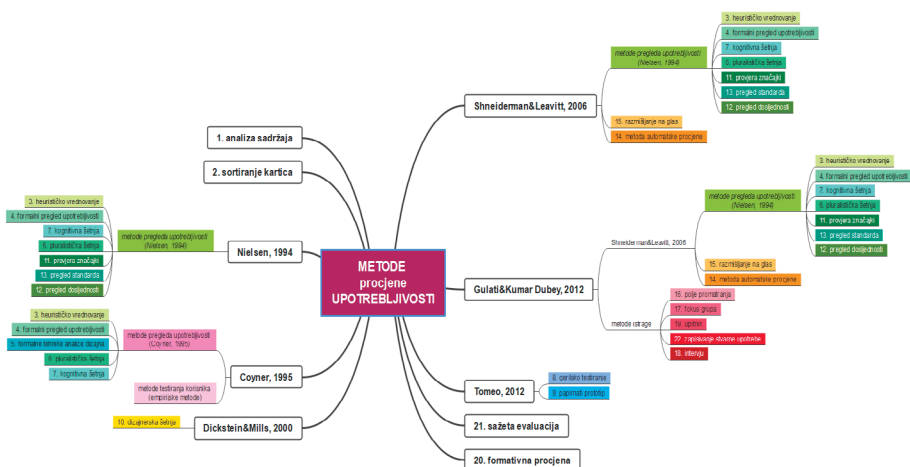 METODE
procjene
UPOTREBLJIVOSTI
1. analiza sadržaja
2. sortiranje kartica
Nielsen, 1994
metode pregleda upotrebljivosti
(Nielsen, 1994)
3. heurističko vrednovanje
4. formalni pregled upotrebljivosti
7. kognitivna šetnja
6. pluralistička šetnja
11. provjera značajki
13. pregled standarda
12. pregled dosljednosti
Coyner, 1995
metode pregleda upotrebljivosti
(Coyner, 1995)
3. heurističko vrednovanje
4. formalni pregled upotrebljivosti
5. formalne tehnike analize dizajna
6. pluralistička šetnja
7. kognitivna šetnja
metode testiranja korisnika
(empirijske metode)
Dickstein&Mills, 2000
10. dizajnerska šetnja
Shneiderman&Leavitt, 2006
metode pregleda upotrebljivosti
(Nielsen, 1994)
3. heurističko vrednovanje
4. formalni pregled upotrebljivosti
7. kognitivna šetnja
6. pluralistička šetnja
11. provjera značajki
13. pregled standarda
12. pregled dosljednosti
15. razmišljanje na glas
14. metoda automatske procjene
Gulati&Kumar Dubey, 2012
Shneiderman&Leavitt, 2006
metode pregleda upotrebljivosti
(Nielsen, 1994)
3. heurističko vrednovanje
4. formalni pregled upotrebljivosti
7. kognitivna šetnja
6. pluralistička šetnja
11. provjera značajki
13. pregled standarda
12. pregled dosljednosti
15. razmišljanje na glas
14. metoda automatske procjene
metode istrage
16. polje promatranja
17. fokus grupa
19. upitnik
22. zapisivanje stvarne upotrebe
18. intervju
Tomeo, 2012
8. gerilsko testiranje
9. papirnati prototip
21. sažeta evaluacija
20. formativna procjena